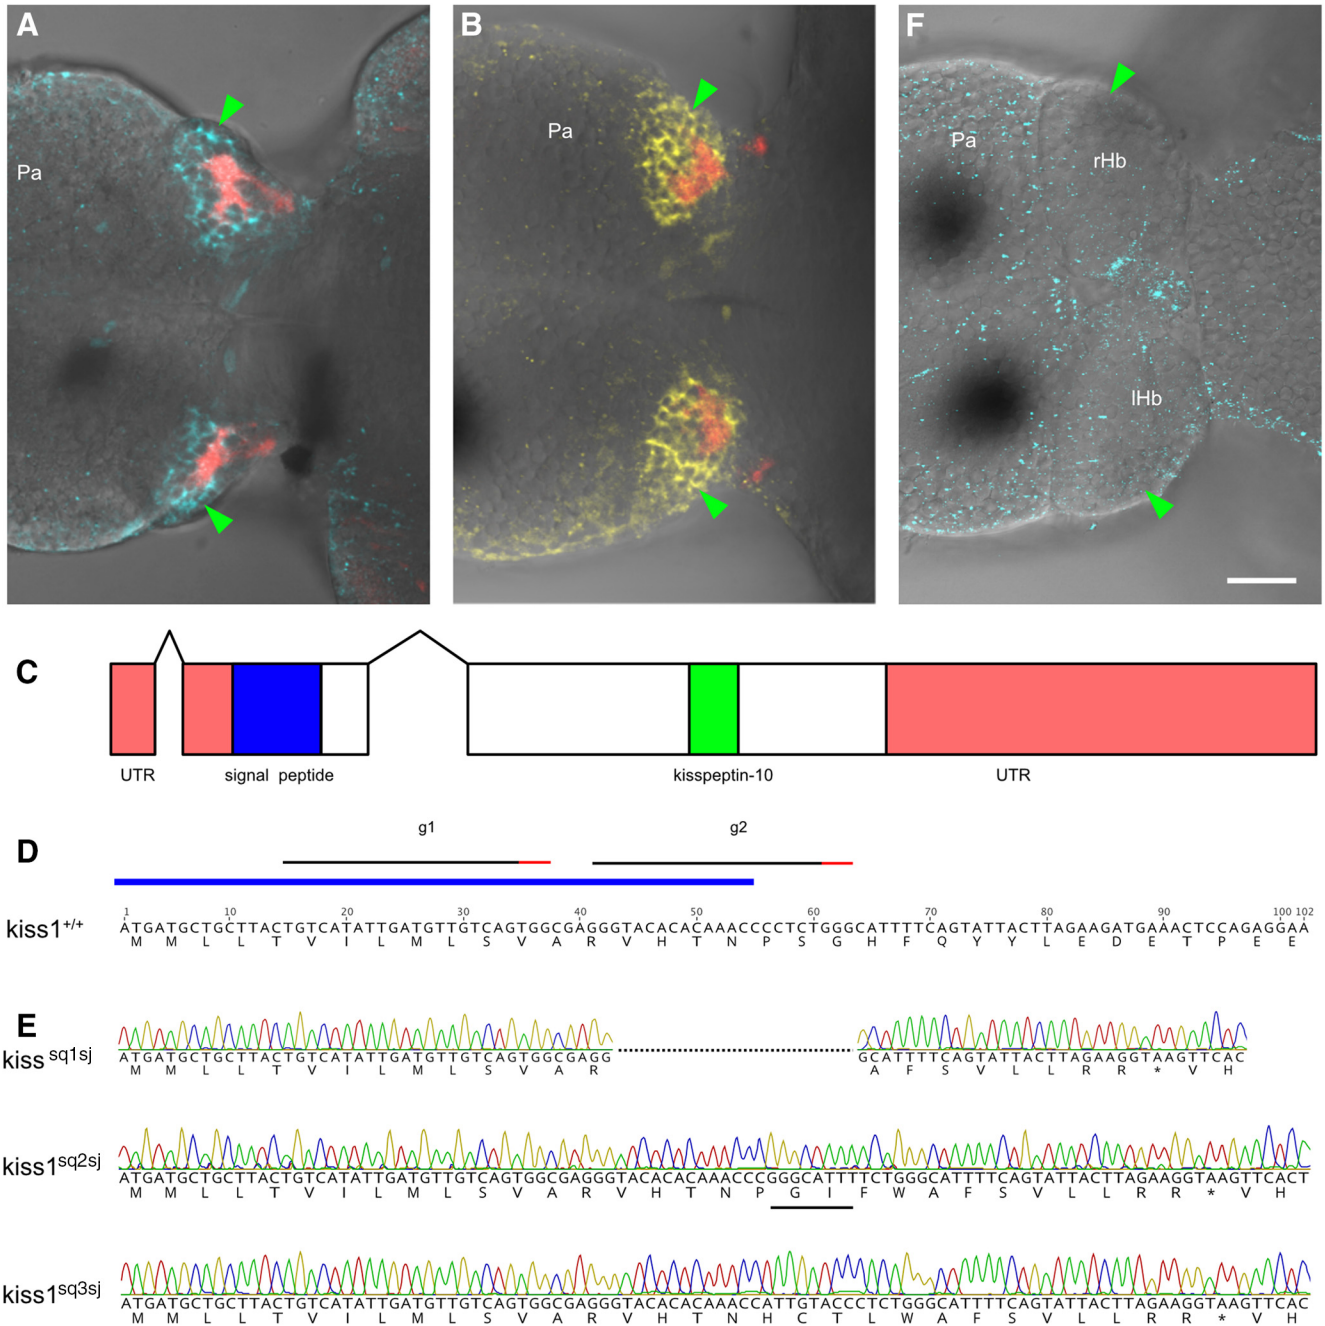 A
B
F
Pa
Pa
Pa
rHb
lHb
C
UTR
signal peptide
kisspeptin-10
UTR
D
g1
g2
1 10 20 30 40 50 60 70 80 90 100 102
kiss1+/+
ATGATGCTGCTTACTGTCATATTGATGTTGTCAGTGGCGAGGGTACACACAAACCCCTCTGGGCATTTTCAGTATTACTTAGAAGATGAAACTCCAGAGGAA
M M L L T V I L M L S V A R V H T N P S G H F Q Y Y L E D E T P E E
E
kiss sq1sj
ATGATGCTGCTTACTGTCATATTGATGTTGTCAGTGGCGAGG GCATTTTCAGTATTACTTAGAAGGTAAGTTCAC
M M L L T V I L M L S V A R A F S V L L R R * V H
kiss1sq2sj
ATGATGCTGCTTACTGTCATATTGATGTTGTCAGTGGCGAGGGTACACACAAACCCGGGCATTTTCTGGGCATTTTCAGTATTACTTAGAAGGTAAGTTCACT
M M L L T V I L M L S V A R V H T N P G I F W A F S V L L R R * V H
kiss1sq3sj
ATGATGCTGCTTACTGTCATATTGATGTTGTCAGTGGCGAGGGTACACACAAACCATTGTACCCTCTGGGCATTTTCAGTATTACTTAGAAGGTAAGTTCAC
M M L L T V I L M L S V A R V H T N H C T L W A F S V L L R R * V H